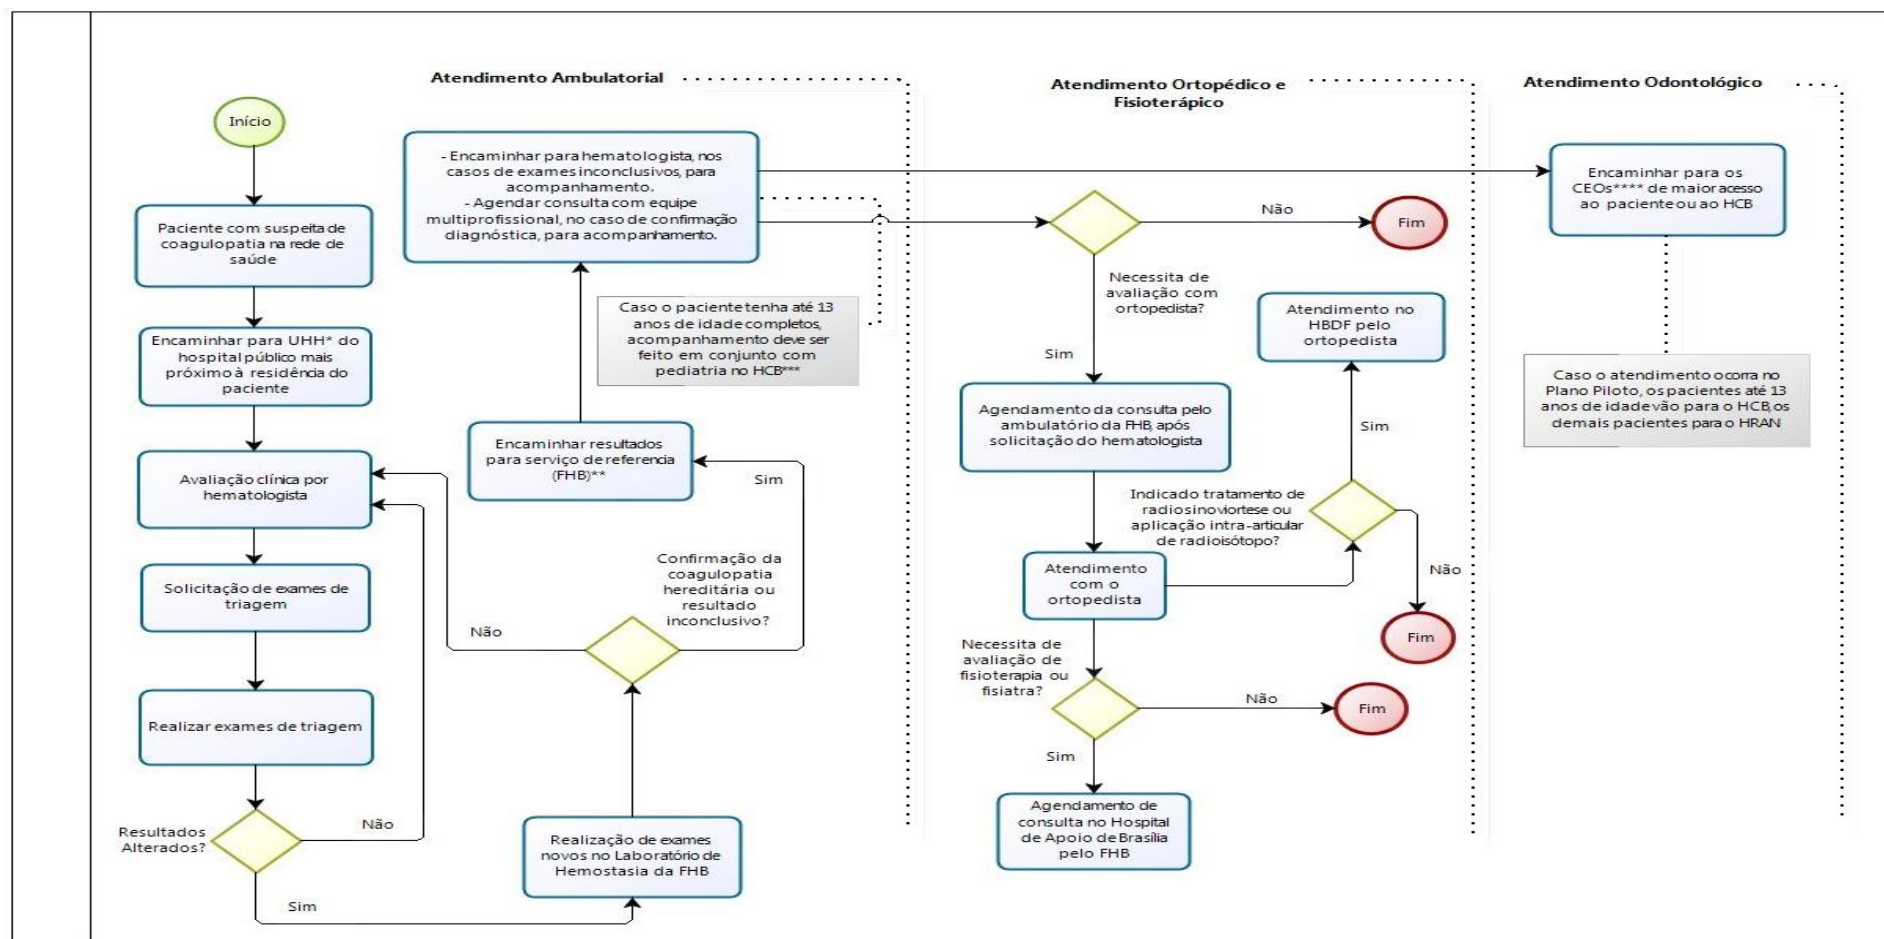 Atendimento Ambulatorial
Início
Paciente com suspeita de
coagulopatia na rede de
saúde
Encaminhar para UHH* do
hospital público mais
próximo à residência do
paciente
Avaliação clínica por
hematologista
Solicitação de exames de
triagem
Realizar exames de triagem
Resultados
Alterados?
Não
Sim
Realização de exames
novos no Laboratório de
Hemostasia da FHB
Confirmação da
coagulopatia
hereditária ou
resultado
inconclusivo?
Não
Sim
Encaminhar resultados
para serviço de referencia
(FHB)**
- Encaminhar para hematologista, nos
casos de exames inconclusivos, para
acompanhamento.
- Agendar consulta com equipe
multiprofissional, no caso de confirmação
diagnóstica, para acompanhamento.
Caso o paciente tenha até 13
anos de idade completos,
acompanhamento deve ser
feito em conjunto com
pediatria no HCB***
Atendimento Ortopédico e
Fisioterápico
Não
Fim
Necessita de
avaliação com
ortopedista?
Sim
Agendamento da consulta pelo
ambulatório da FHB, após
solicitação do hematologista
Atendimento
com o
ortopedista
Indicado tratamento de
radiosinoviortese ou
aplicação intra-articular
de radioisótopo?
Sim
Atendimento no
HBDF pelo
ortopedista
Não
Fim
Necessita de
avaliação de
fisioterapia ou
fisiatra?
Não
Fim
Sim
Agendamento de
consulta no Hospital
de Apoio de Brasília
pelo FHB
Atendimento Odontológico
Encaminhar para os
CEOs**** de maior acesso
ao paciente ou ao HCB
Caso o atendimento ocorra no
Plano Piloto, os pacientes até 13
anos de idade vão para o HCB, os
demais pacientes para o HRAN